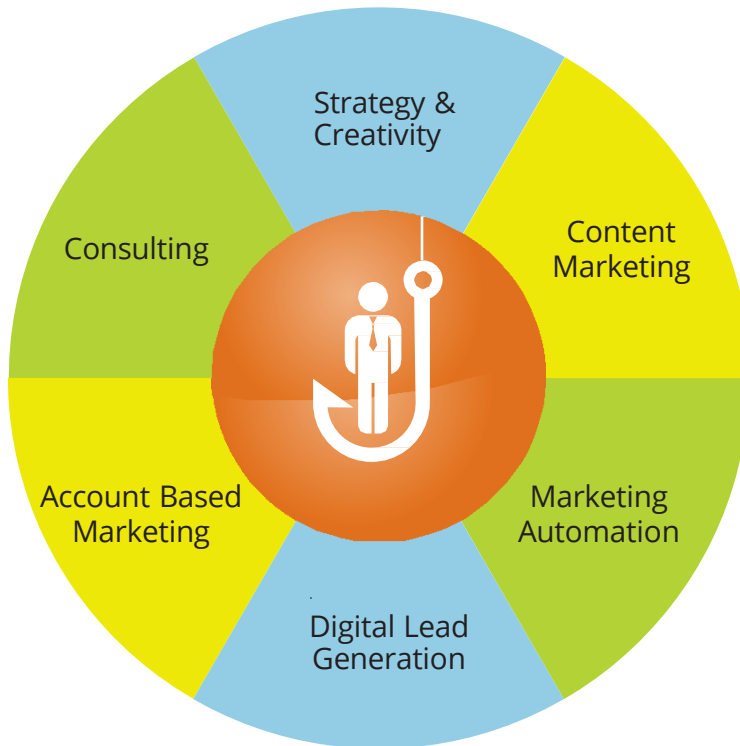 Strategy &
Creativity
Content
Marketing
Marketing
Automation
Digital Lead
Generation
Account Based
Marketing
Consulting